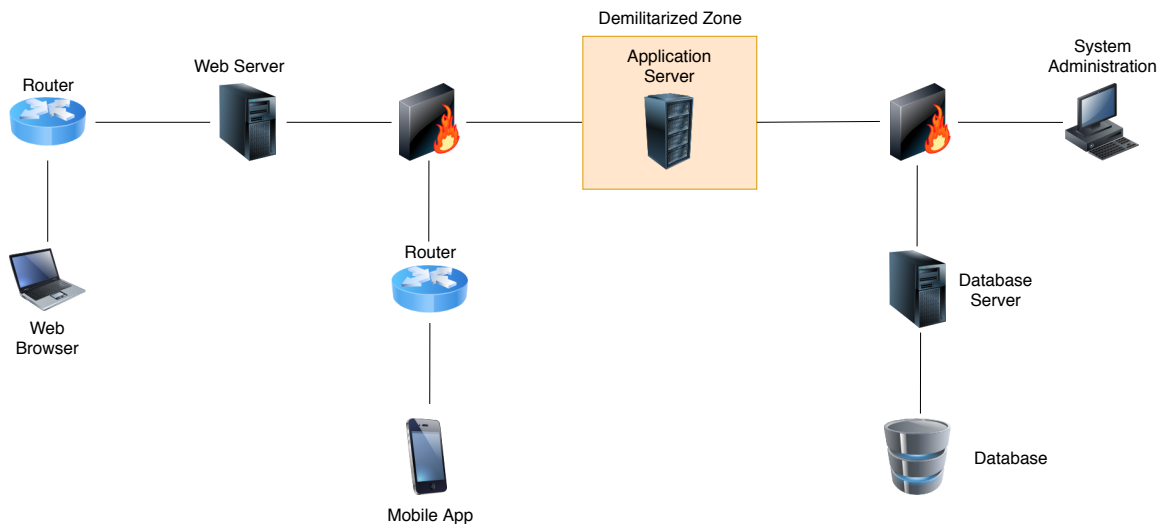 Demilitarized Zone
Application
Server
System
Administration
Web Server
Router
Router
Database
Server
Web
Browser
Database
Mobile App